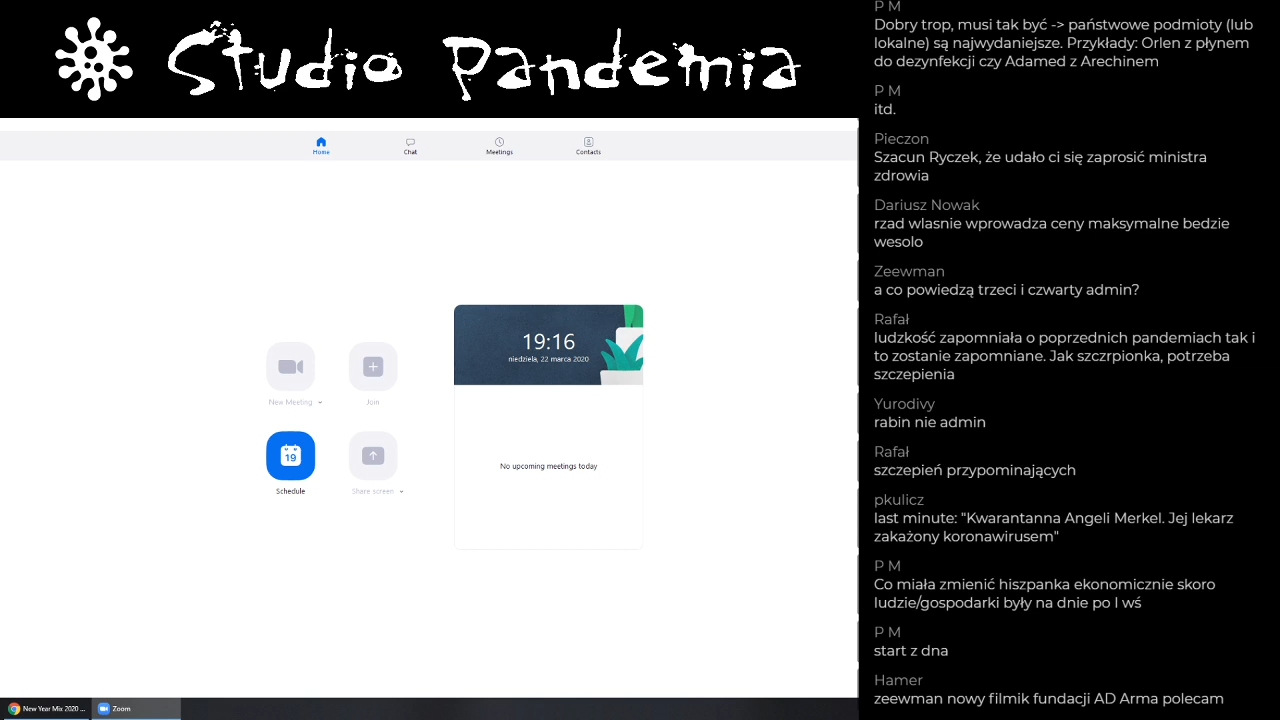 Studio Pandemia
Home
Chat
Meetings
Contacts
19:16
niedziela, 22 marca 2020
New Meeting
Join
19
Schedule
Share screen
No upcoming meetings today
New Year Mix 2020 ...
Zoom
P M
Dobry trop, musi tak być -> państwowe podmioty (lub
lokalne) są najwydaniejsze. Przykłady: Orlen z płynem
do dezynfekcji czy Adamed z Arechinem
P M
itd.
Pieczon
Szacun Ryczek, że udało ci się zaprosić ministra
zdrowia
Dariusz Nowak
rzad wlasnie wprowadza ceny maksymalne bedzie
wesolo
Zeewman
a co powiedzą trzeci i czwarty admin?
Rafał
ludzkość zapomniała o poprzednich pandemiach tak i
to zostanie zapomniane. Jak szczrpionka, potrzeba
szczepienia
Yurodivy
rabin nie admin
Rafał
szczepień przypominających
pkulicz
last minute: "Kwarantanna Angeli Merkel. Jej lekarz
zakażony koronawirusem"
P M
Co miała zmienić hiszpanka ekonomicznie skoro
ludzie/gospodarki były na dnie po I wś
P M
start z dna
Hamer
zeewman nowy filmik fundacji AD Arma polecam